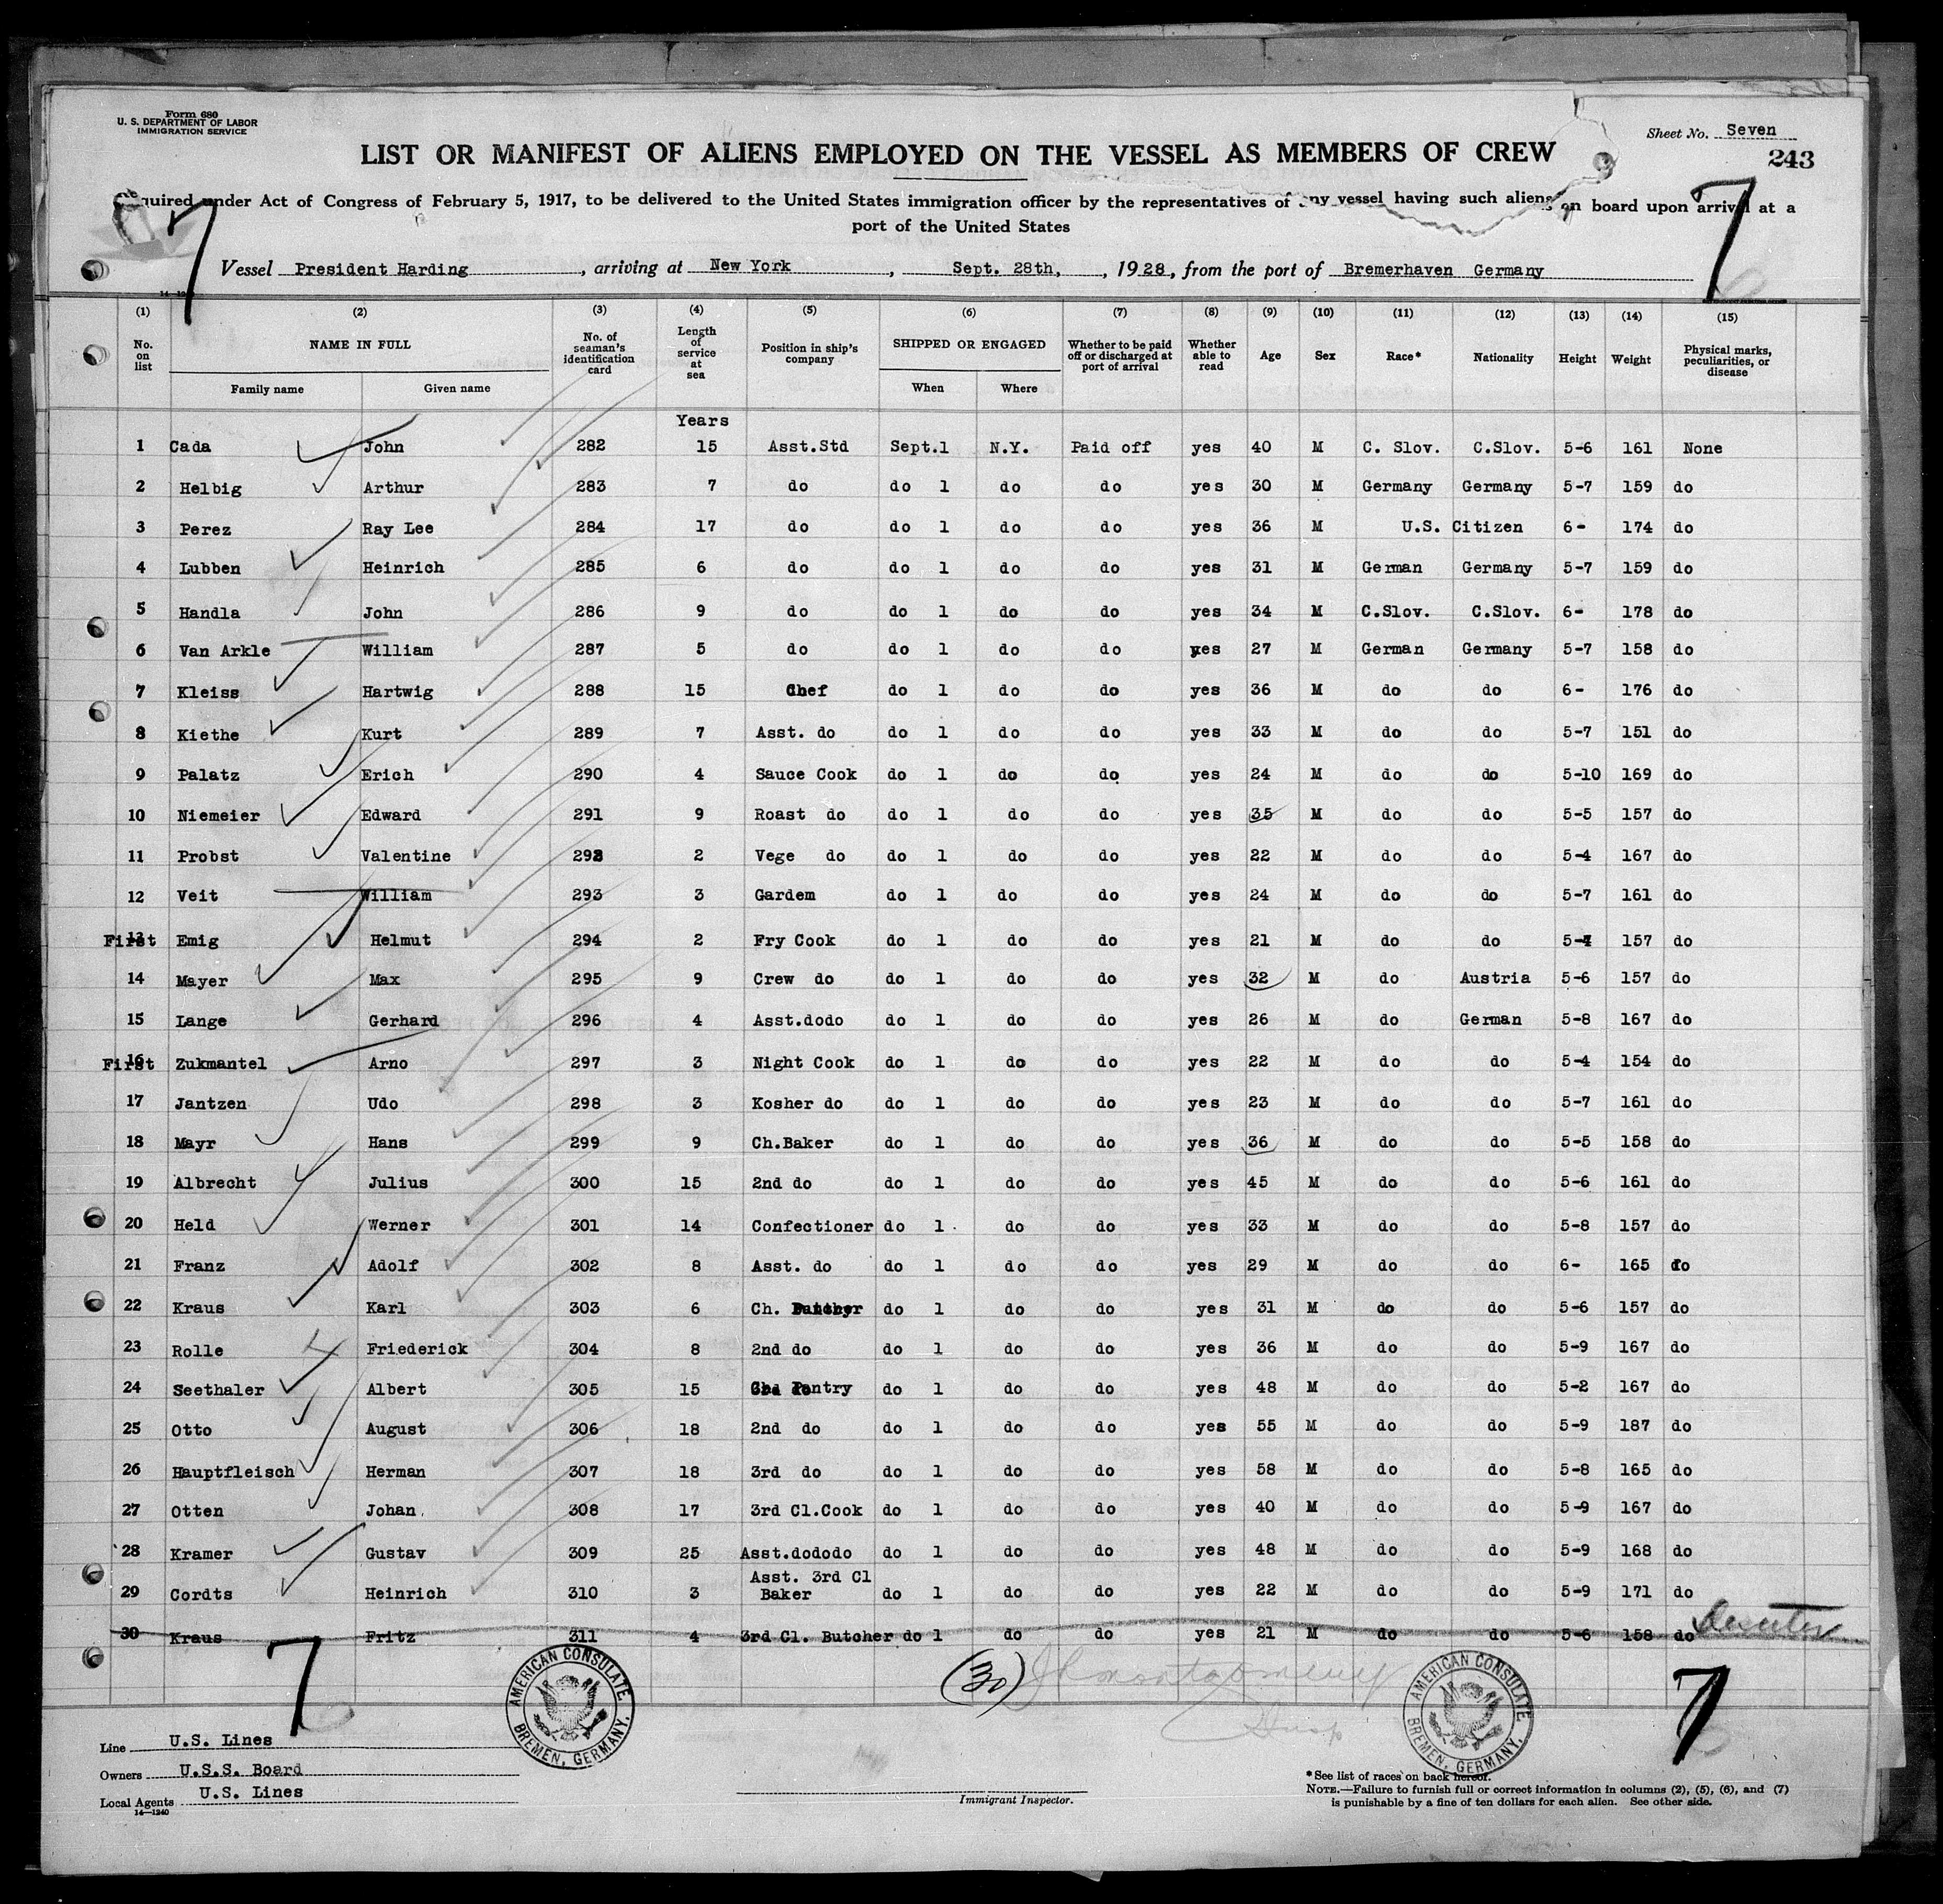 Form 680
U. S. DEPARTMENT OF LABOR
IMMIGRATION SERVICE
Sheet No. Seven
243
LIST OR MANIFEST OF ALIENS EMPLOYED ON THE VESSEL AS MEMBERS OF CREW
Required under Act of Congress of February 5, 1917, to be delivered to the United States immigration officer by the representatives of any vessel having such aliens on board upon arrival at a
port of the United States
7 7
Vessel President Harding, arriving at New York, Sept. 28th, , 1928, from the port of Bremerhaven Germany
(1) (2) (3) (4) (5) (6) (7) (8) (9) (10) (11) (12) (13) (14) (15)
No. on list NAME IN FULL Family name Given name No. of seaman's identification card Length of service at sea Position in ship's company SHIPPED OR ENGAGED When Where Whether to be paid off or discharged at port of arrival Whether able to read Age Sex Race* Nationality Height Weight Physical marks, peculiarities, or disease
Years
1 Cada John 282 15 Asst.Std Sept.1 N.Y. Paid off yes 40 M C. Slov. C.Slov. 5-6 161 None
2 Helbig Arthur 283 7 do do 1 do do yes 30 M Germany Germany 5-7 159 do
3 Perez Ray Lee 284 17 do do 1 do do yes 36 M U.S. Citizen 6- 174 do
4 Lubben Heinrich 285 6 do do 1 do do yes 31 M German Germany 5-7 159 do
5 Handla John 286 9 do do 1 do do yes 34 M C.Slov. C.Slov. 6- 178 do
6 Van Arkle William 287 5 do do 1 do do yes 27 M German Germany 5-7 158 do
7 Kleiss Hartwig 288 15 Chef do 1 do do yes 36 M do do 6- 176 do
8 Kiethe Kurt 289 7 Asst. do do 1 do do yes 33 M do do 5-7 151 do
9 Palatz Erich 290 4 Sauce Cook do 1 do do yes 24 M do do 5-10 169 do
10 Niemeier Edward 291 9 Roast do do 1 do do yes 35 M do do 5-5 157 do
11 Probst Valentine 292 2 Vege do do 1 do do yes 22 M do do 5-4 167 do
12 Veit William 293 3 Gardem do 1 do do yes 24 M do do 5-7 161 do
First 13 Emig Helmut 294 2 Fry Cook do 1 do do yes 21 M do do 5- 157 do
14 Mayer Max 295 9 Crew do do 1 do do yes 32 M do Austria 5-6 157 do
15 Lange Gerhard 296 4 Asst.dodo do 1 do do yes 26 M do German 5-8 167 do
First 16 Zukmantel Arno 297 3 Night Cook do 1 do do yes 22 M do do 5-4 154 do
17 Jantzen Udo 298 3 Kosher do do 1 do do yes 23 M do do 5-7 161 do
18 Mayr Hans 299 9 Ch.Baker do 1 do do yes 36 M do do 5-5 158 do
19 Albrecht Julius 300 15 2nd do do 1 do do yes 45 M do do 5-6 161 do
20 Held Werner 301 14 Confectioner do 1 do do yes 33 M do do 5-8 157 do
21 Franz Adolf 302 8 Asst. do do 1 do do yes 29 M do do 6- 165 do
22 Kraus Karl 303 6 Ch. Butcher do 1 do do yes 31 M do do 5-6 157 do
23 Rolle Friederick 304 8 2nd do do 1 do do yes 36 M do do 5-9 167 do
24 Seethaler Albert 305 15 Pantry do 1 do do yes 48 M do do 5-2 167 do
25 Otto August 306 18 2nd do do 1 do do yes 55 M do do 5-9 187 do
26 Hauptfleisch Herman 307 18 3rd do do 1 do do yes 58 M do do 5-8 165 do
27 Otten Johan 308 17 3rd Cl.Cook do 1 do do yes 40 M do do 5-9 167 do
28 Kramer Gustav 309 25 Asst.dododo do 1 do do yes 48 M do do 5-9 168 do
29 Cordts Heinrich 310 3 Asst. 3rd Cl Baker do 1 do do yes 22 M do do 5-9 171 do
30 Kraus Fritz 311 4 3rd Cl. Butcher do 1 do do yes 21 M do do 5-6 158 do
7 (30) 7
AMERICAN CONSULATE, BREMEN, GERMANY.
AMERICAN CONSULATE, BREMEN, GERMANY.
Line U.S. Lines
Owners U.S.S. Board
Local Agents U.S. Lines
14—1240
Immigrant Inspector.
*See list of races on back hereof.
NOTE.—Failure to furnish full or correct information in columns (2), (5), (6), and (7)
is punishable by a fine of ten dollars for each alien. See other side.